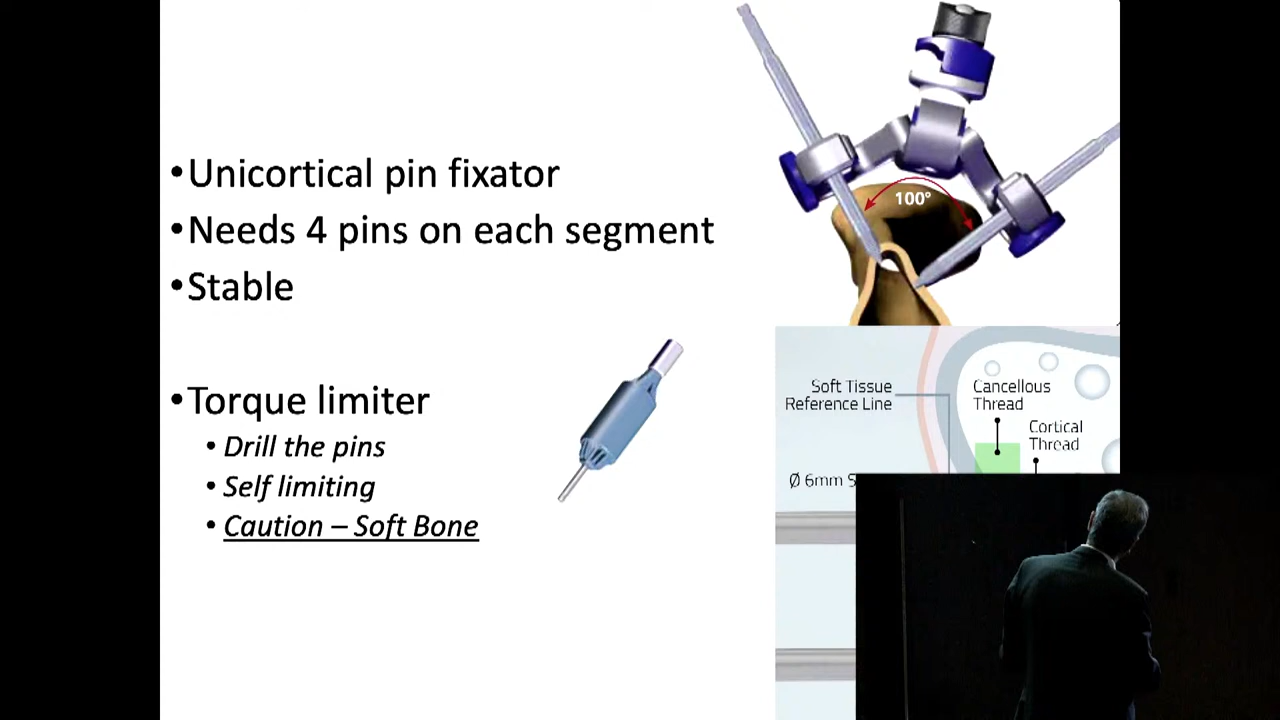 •Unicortical pin fixator
•Needs 4 pins on each segment
•Stable
•Torque limiter
• Drill the pins
• Self limiting
• Caution – Soft Bone
100°
Soft Tissue
Reference Line
Cancellous
Thread
Cortical
Thread
Ø 6mm